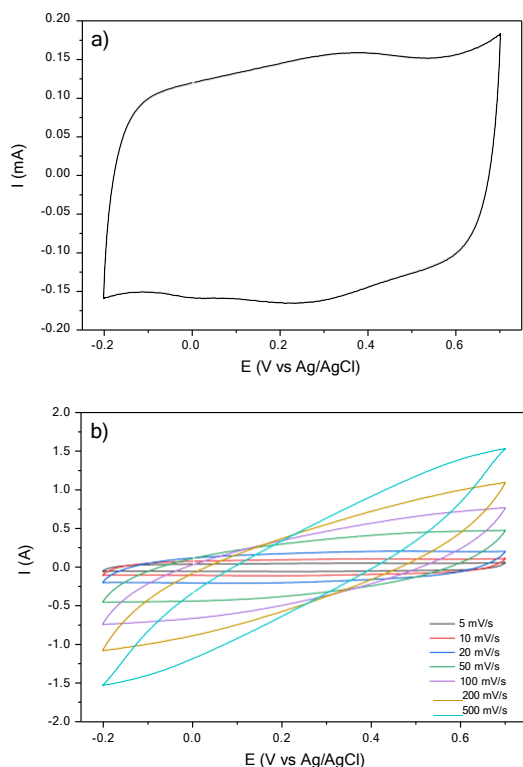 a)
0.20
0.15
0.10
0.05
0.00
-0.05
-0.10
-0.15
-0.20
I (mA)
-0.2 0.0 0.2 0.4 0.6
E (V vs Ag/AgCl)
b)
2.0
1.5
1.0
0.5
0.0
-0.5
-1.0
-1.5
-2.0
I (A)
5 mV/s
10 mV/s
20 mV/s
50 mV/s
100 mV/s
200 mV/s
500 mV/s
-0.2 0.0 0.2 0.4 0.6
E (V vs Ag/AgCl)